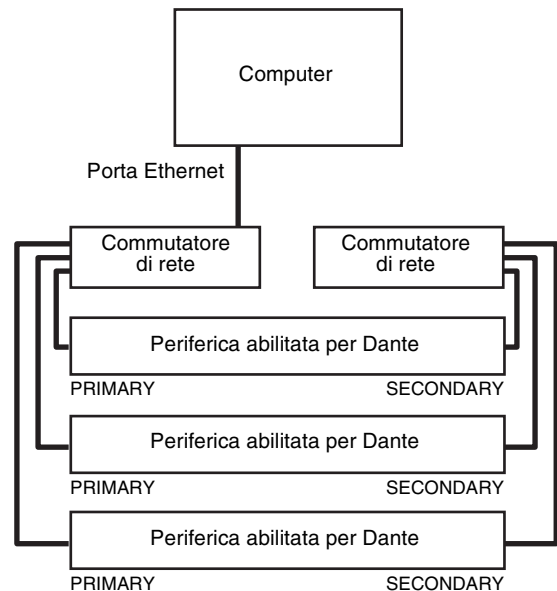 Computer
Porta Ethernet
Commutatore
di rete
Commutatore
di rete
Periferica abilitata per Dante
PRIMARY
SECONDARY
Periferica abilitata per Dante
PRIMARY
SECONDARY
Periferica abilitata per Dante
PRIMARY
SECONDARY